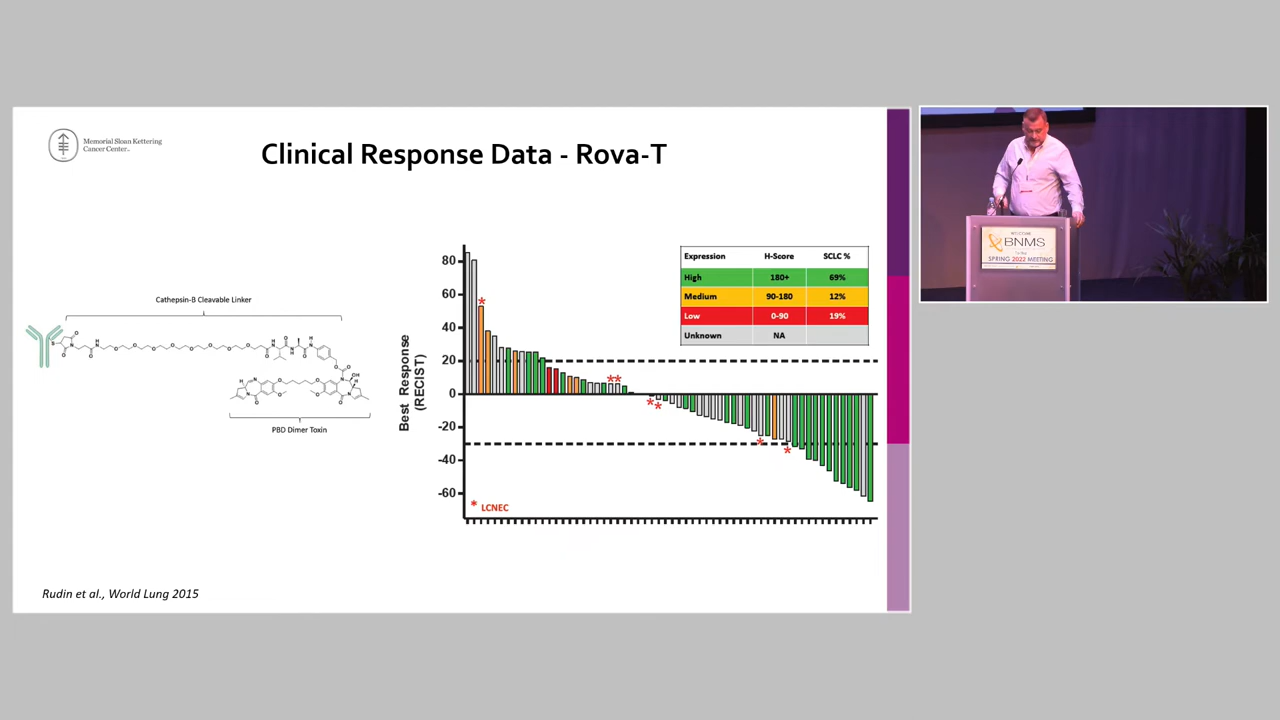 Memorial Sloan Kettering
Cancer Center
Clinical Response Data - Rova-T
Cathepsin-B Cleavable Linker
PBD Dimer Toxin
Best Response
(RECIST)
80
60
40
20
0
-20
-40
-60
Expression H-Score SCLC %
High 180+ 69%
Medium 90-180 12%
Low 0-90 19%
Unknown NA
* LCNEC
Rudin et al., World Lung 2015
WELCOME
BNMS
SPRING 2022 MEETING